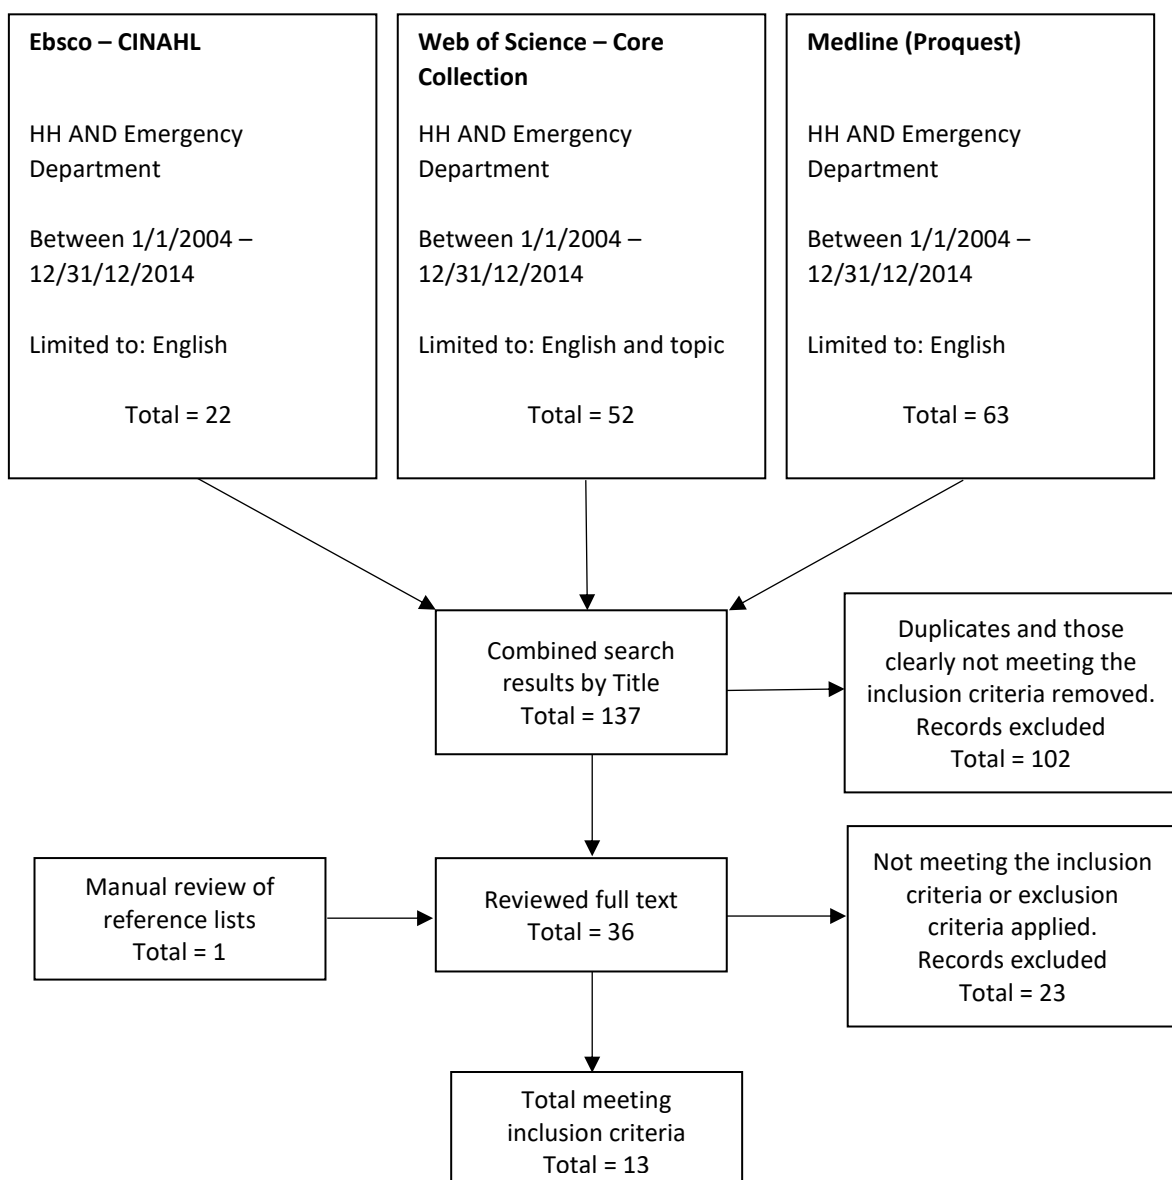 Ebsco – CINAHL
HH AND Emergency
Department
Between 1/1/2004 –
12/31/12/2014
Limited to: English
Total = 22
Web of Science – Core
Collection
HH AND Emergency
Department
Between 1/1/2004 –
12/31/12/2014
Limited to: English and topic
Total = 52
Medline (Proquest)
HH AND Emergency
Department
Between 1/1/2004 –
12/31/12/2014
Limited to: English
Total = 63
Combined search
results by Title
Total = 137
Duplicates and those
clearly not meeting the
inclusion criteria removed.
Records excluded
Total = 102
Manual review of
reference lists
Total = 1
Reviewed full text
Total = 36
Not meeting the inclusion
criteria or exclusion
criteria applied.
Records excluded
Total = 23
Total meeting
inclusion criteria
Total = 13